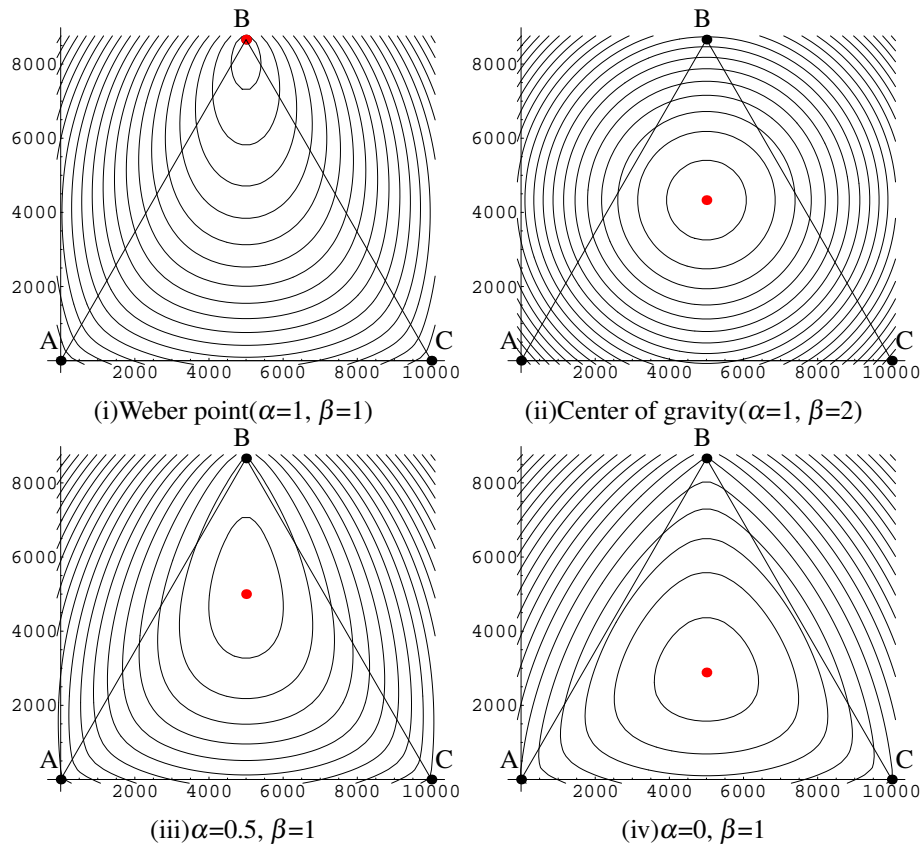 B B
8000 8000
6000 6000
4000 4000
2000 2000
A C A C
2000 4000 6000 8000 10000 2000 4000 6000 8000 10000
(i)Weber point(α=1, β=1) (ii)Center of gravity(α=1, β=2)
B B
8000 8000
6000 6000
4000 4000
2000 2000
A C A C
2000 4000 6000 8000 10000 2000 4000 6000 8000 10000
(iii)α=0.5, β=1 (iv)α=0, β=1